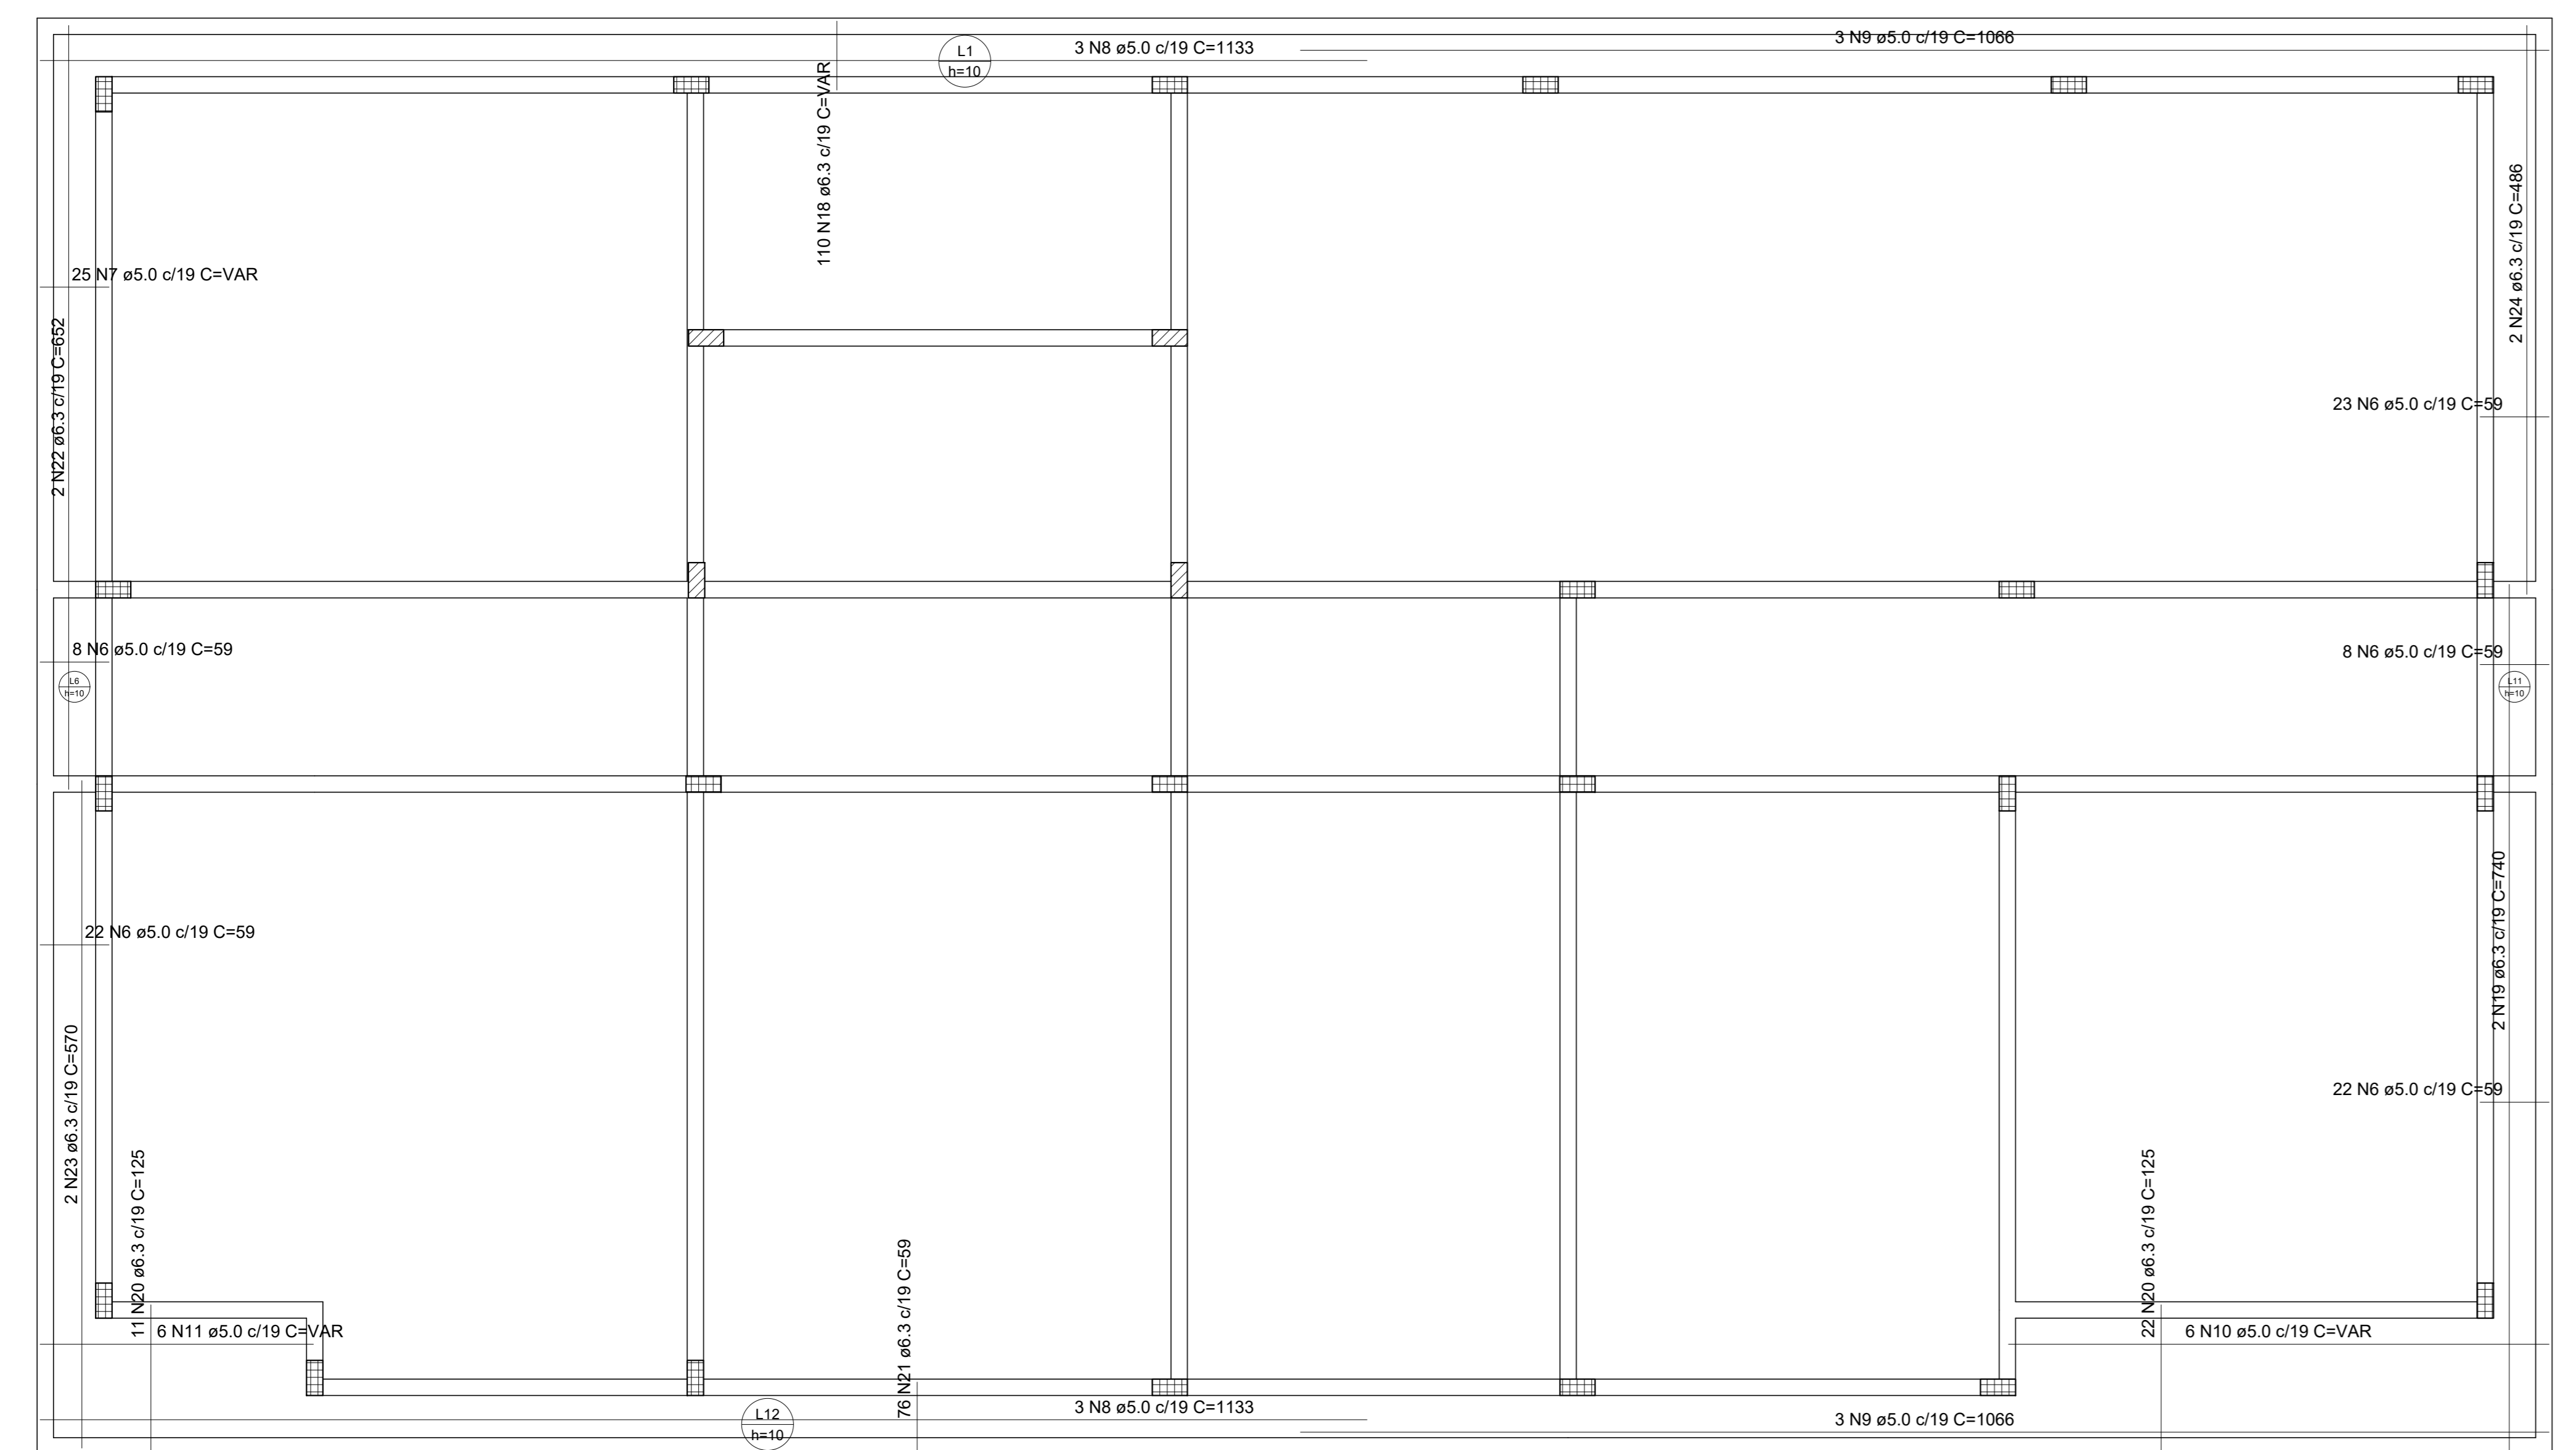 3 N9 ø5.0 c/19 C=1066
L1
h=10
3 N8 ø5.0 c/19 C=1133
110 N18 ø6.3 c/19 C=VAR
2 N24 ø6.3 c/19 C=486
25 N7 ø5.0 c/19 C=VAR
2 N22 ø6.3 c/19 C=652
23 N6 ø5.0 c/19 C=59
8 N6 ø5.0 c/19 C=59
8 N6 ø5.0 c/19 C=59
L6
h=10
L11
h=10
22 N6 ø5.0 c/19 C=59
2 N19 ø6.3 c/19 C=740
2 N23 ø6.3 c/19 C=570
22 N6 ø5.0 c/19 C=59
11 N20 ø6.3 c/19 C=125
22 N20 ø6.3 c/19 C=125
76 N21 ø6.3 c/19 C=59
6 N11 ø5.0 c/19 C=VAR
6 N10 ø5.0 c/19 C=VAR
L12
h=10
3 N8 ø5.0 c/19 C=1133
3 N9 ø5.0 c/19 C=1066